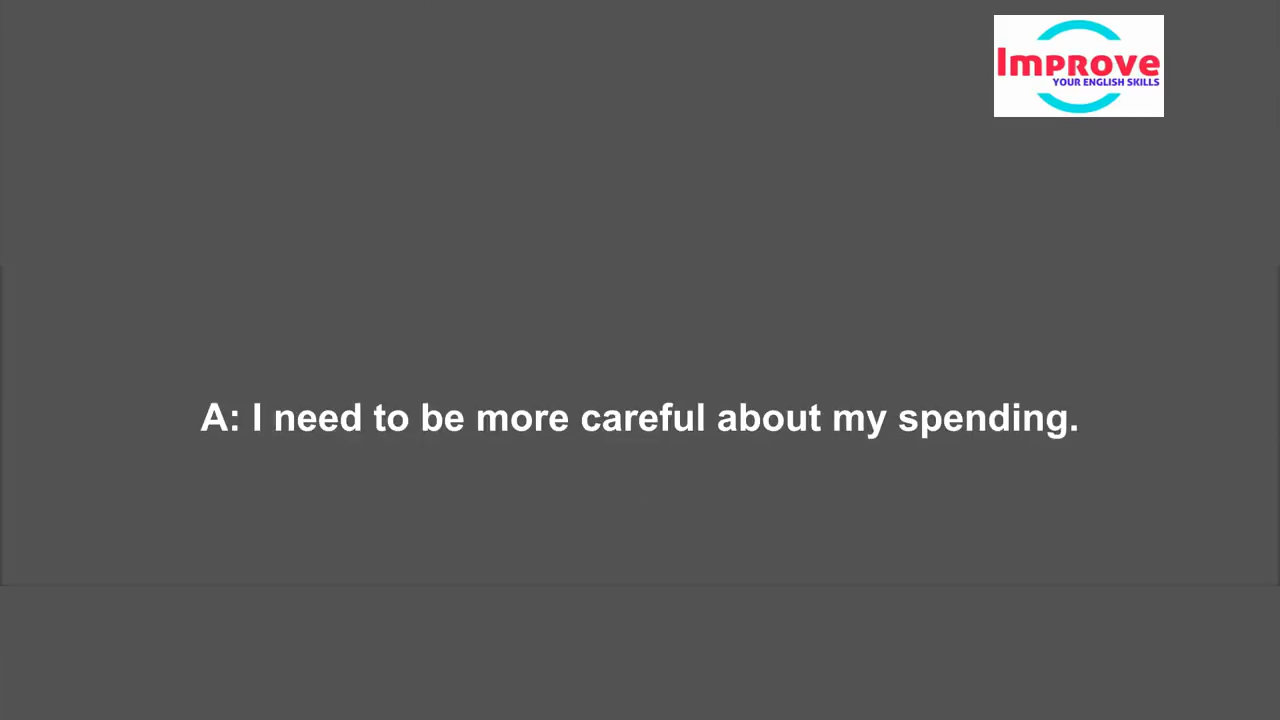 Improve
YOUR ENGLISH SKILLS
A: I need to be more careful about my spending.